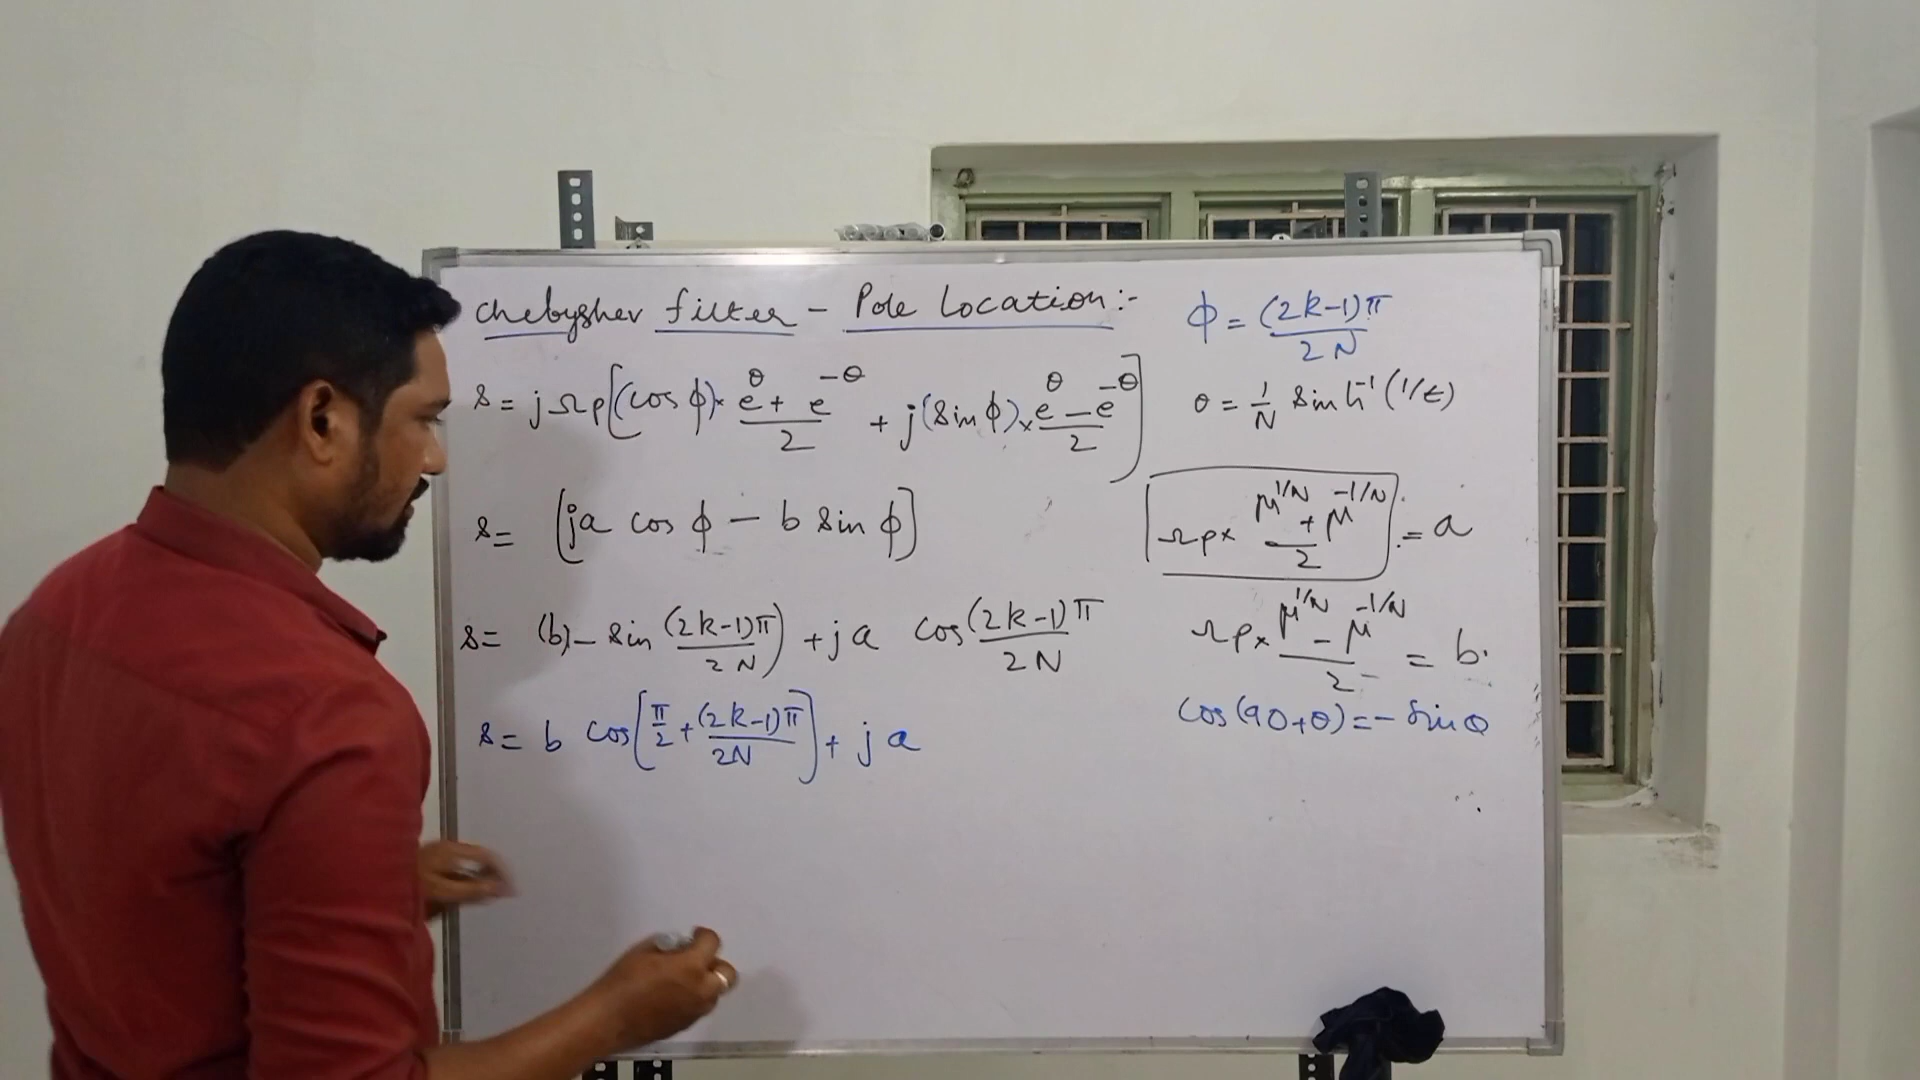 Chebyshev filter - Pole Location:-
s = jΩp[(cos φ) × (e^θ + e^-θ)/2 + j(sin φ) × (e^θ - e^-θ)/2]
s = [ja cos φ - b sin φ]
s = (b) - sin((2k-1)π/2N) + ja cos (2k-1)π/2N
s = b cos[π/2 + (2k-1)π/2N] + ja
φ = (2k-1)π/2N
θ = 1/N sinh^-1 (1/ε)
Ωp × (μ^1/N + μ^-1/N)/2 = a
Ωp × (μ^1/N - μ^-1/N)/2 = b.
cos(90+θ) = - sin θ